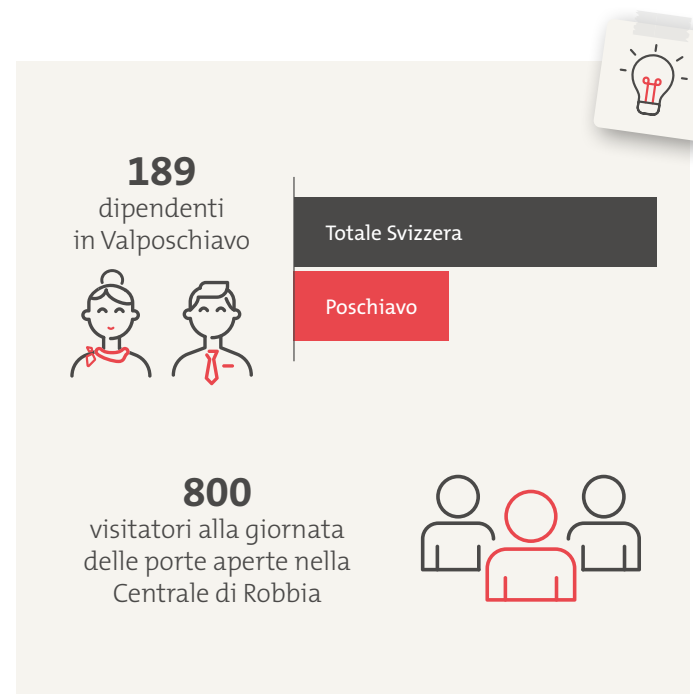 189
dipendenti
in Valposchiavo
Totale Svizzera
Poschiavo
800
visitatori alla giornata
delle porte aperte nella
Centrale di Robbia